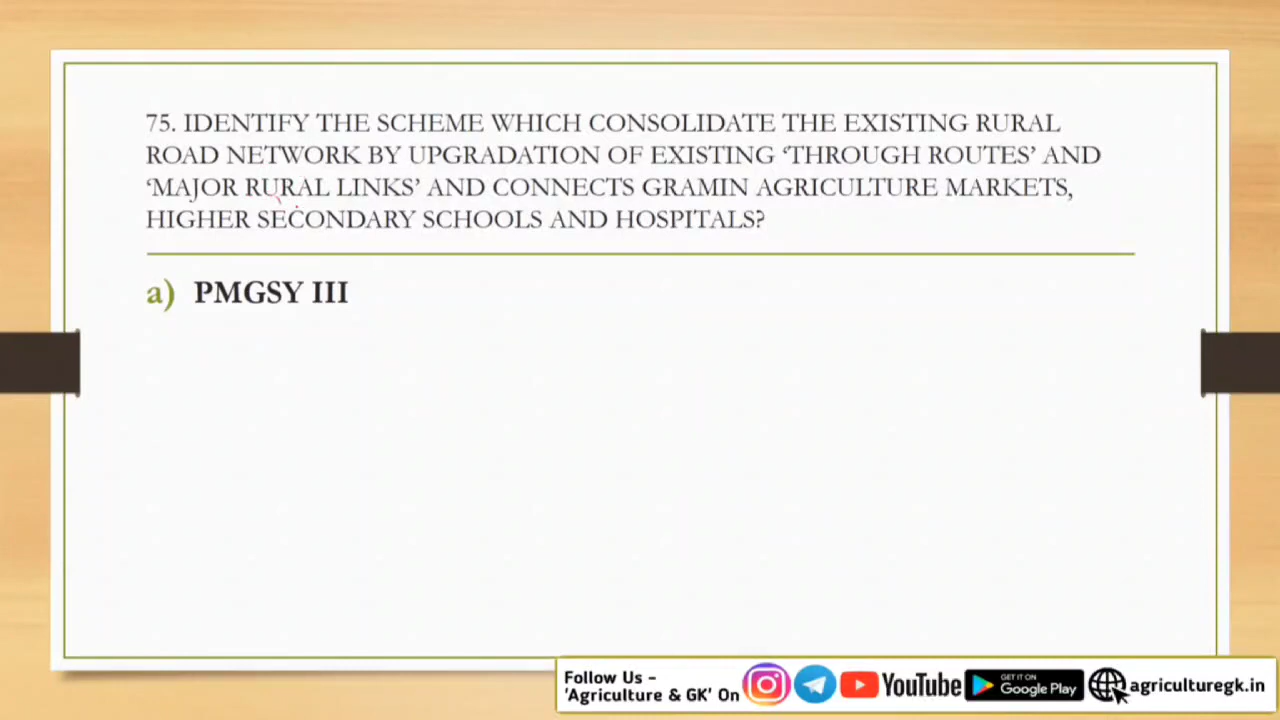 75. IDENTIFY THE SCHEME WHICH CONSOLIDATE THE EXISTING RURAL
ROAD NETWORK BY UPGRADATION OF EXISTING ‘THROUGH ROUTES’ AND
‘MAJOR RURAL LINKS’ AND CONNECTS GRAMIN AGRICULTURE MARKETS,
HIGHER SECONDARY SCHOOLS AND HOSPITALS?
a) PMGSY III
Follow Us –
‘Agriculture & GK’ On
YouTube
GET IT ON
Google Play
agriculturegk.in